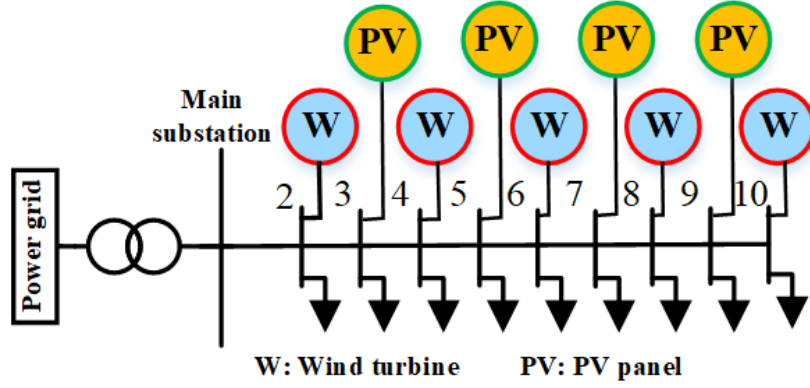 PV PV PV PV
W W W W W
Main
substation
2 3 4 5 6 7 8 9 10
Power grid
W: Wind turbine PV: PV panel